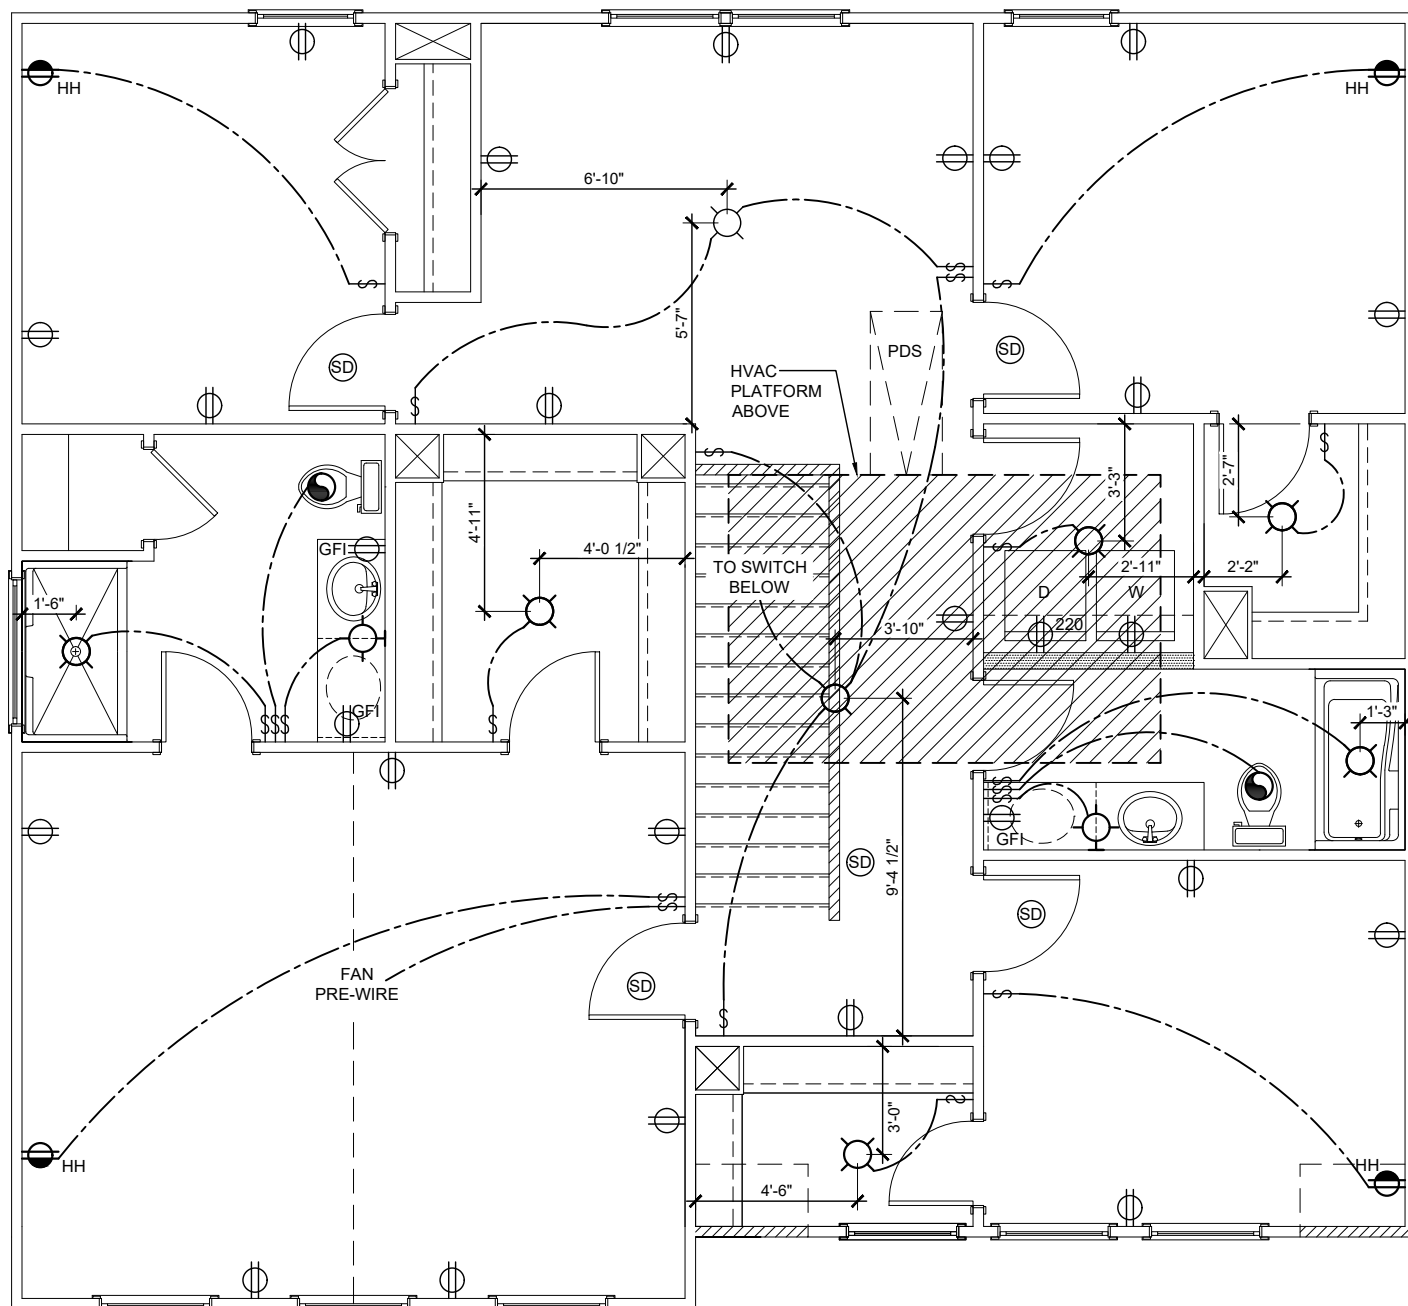 HH
HH
6'-10"
5'-7"
PDS
SD
SD
HVAC
PLATFORM
ABOVE
S
S
S
S
S
S
S
2'-7"
3'-3"
4'-11"
GFI
4'-0 1/2"
TO SWITCH
BELOW
S
2'-11"
2'-2"
D
W
1'-6"
220
3'-10"
GFI
S
S
S
S
1'-3"
S
S
S
GFI
SD
9'-4 1/2"
S
S
SD
FAN
PRE-WIRE
SD
S
S
S
3'-0"
HH
HH
4'-6"